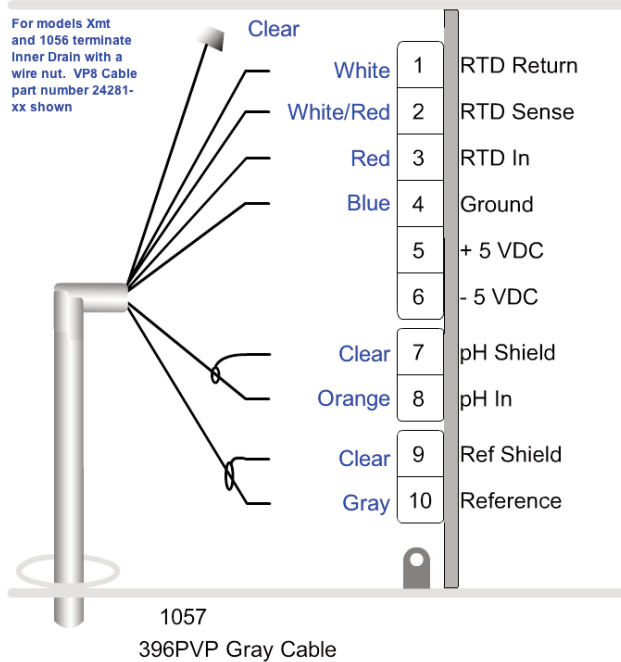 For models Xmt
and 1056 terminate
Inner Drain with a
wire nut. VP8 Cable
part number 24281-
xx shown
Clear
White 1 RTD Return
White/Red 2 RTD Sense
Red 3 RTD In
Blue 4 Ground
5 + 5 VDC
6 - 5 VDC
Clear 7 pH Shield
Orange 8 pH In
Clear 9 Ref Shield
Gray 10 Reference
1057
396PVP Gray Cable